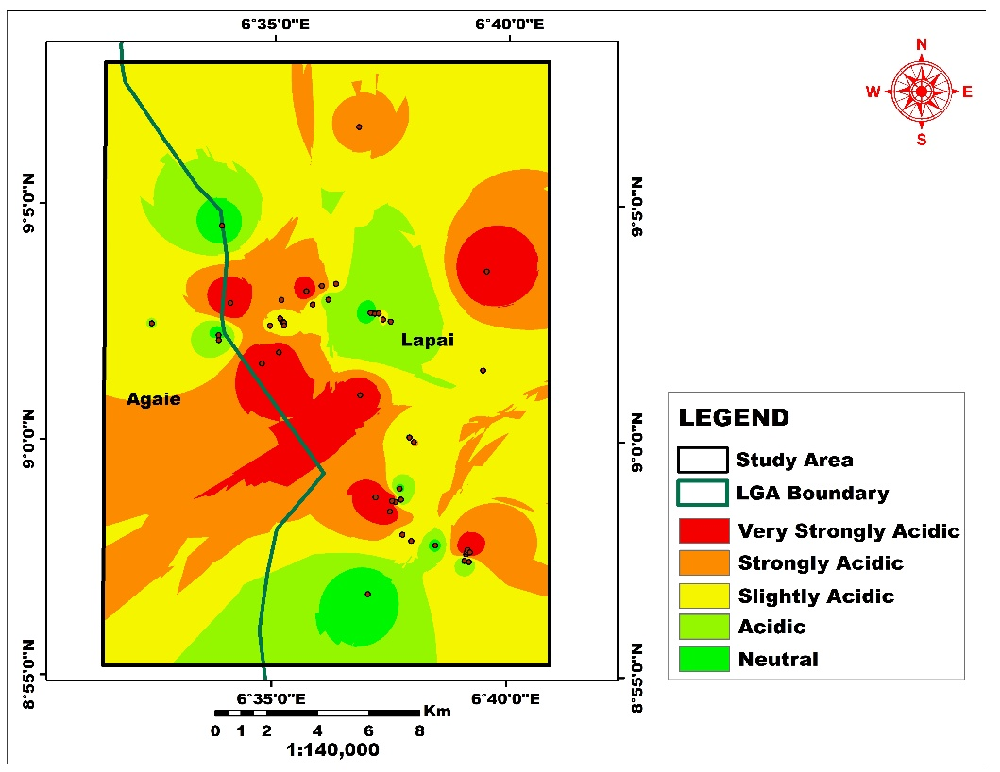 6°35'0"E 6°40'0"E
N
W E
S
9°5'0"N 9°5'0"N
Lapai
Agaie
9°0'0"N 9°0'0"N
LEGEND
Study Area
LGA Boundary
Very Strongly Acidic
Strongly Acidic
Slightly Acidic
Acidic
Neutral
8°55'0"N 8°55'0"N
6°35'0"E 6°40'0"E
Km
0 1 2 4 6 8
1:140,000